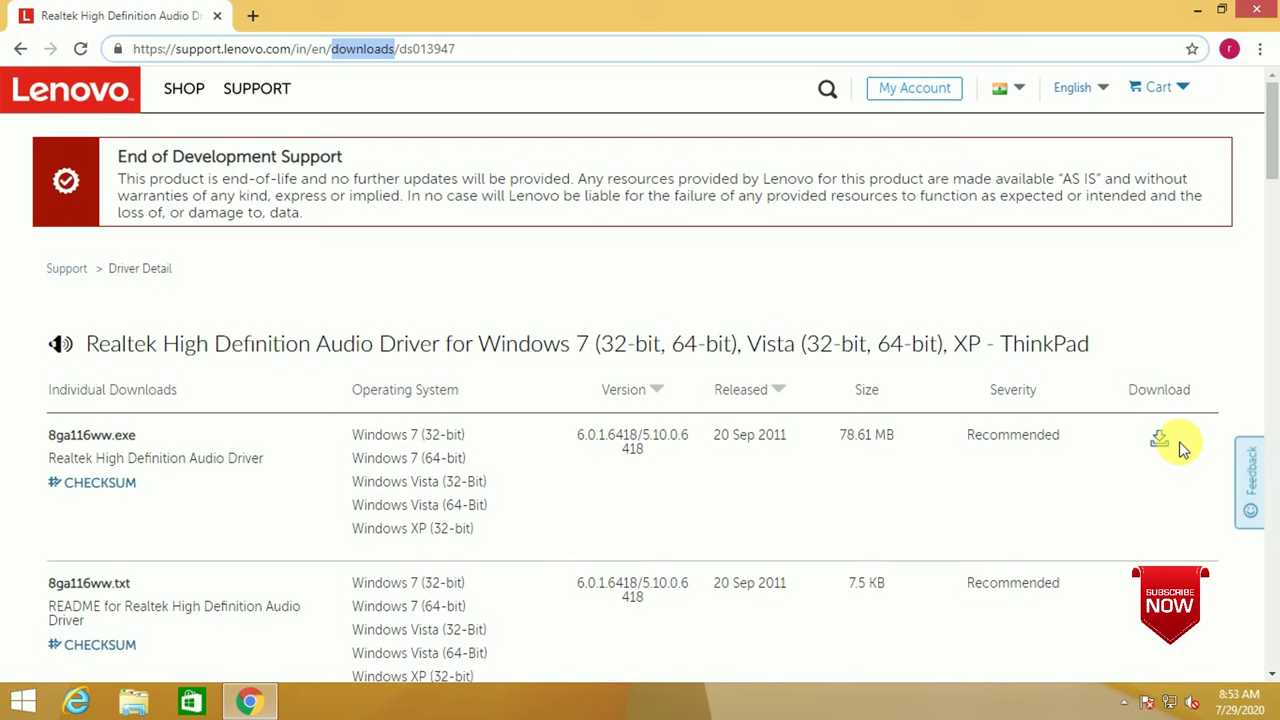 Realtek High Definition Audio D
https://support.lenovo.com/in/en/downloads/ds013947
r
Lenovo
SHOP
SUPPORT
My Account
English
Cart
End of Development Support
This product is end-of-life and no further updates will be provided. Any resources provided by Lenovo for this product are made available “AS IS” and without
warranties of any kind, express or implied. In no case will Lenovo be liable for the failure of any provided resources to function as expected or intended and the
loss of, or damage to, data.
Support > Driver Detail
Realtek High Definition Audio Driver for Windows 7 (32-bit, 64-bit), Vista (32-bit, 64-bit), XP - ThinkPad
Individual Downloads
Operating System
Version
Released
Size
Severity
Download
8ga116ww.exe
Realtek High Definition Audio Driver
CHECKSUM
Windows 7 (32-bit)
Windows 7 (64-bit)
Windows Vista (32-Bit)
Windows Vista (64-Bit)
Windows XP (32-bit)
6.0.1.6418/5.10.0.6
418
20 Sep 2011
78.61 MB
Recommended
Feedback
8ga116ww.txt
README for Realtek High Definition Audio
Driver
CHECKSUM
Windows 7 (32-bit)
Windows 7 (64-bit)
Windows Vista (32-Bit)
Windows Vista (64-Bit)
Windows XP (32-bit)
6.0.1.6418/5.10.0.6
418
20 Sep 2011
7.5 KB
Recommended
SUBSCRIBE
NOW
8:53 AM
7/29/2020